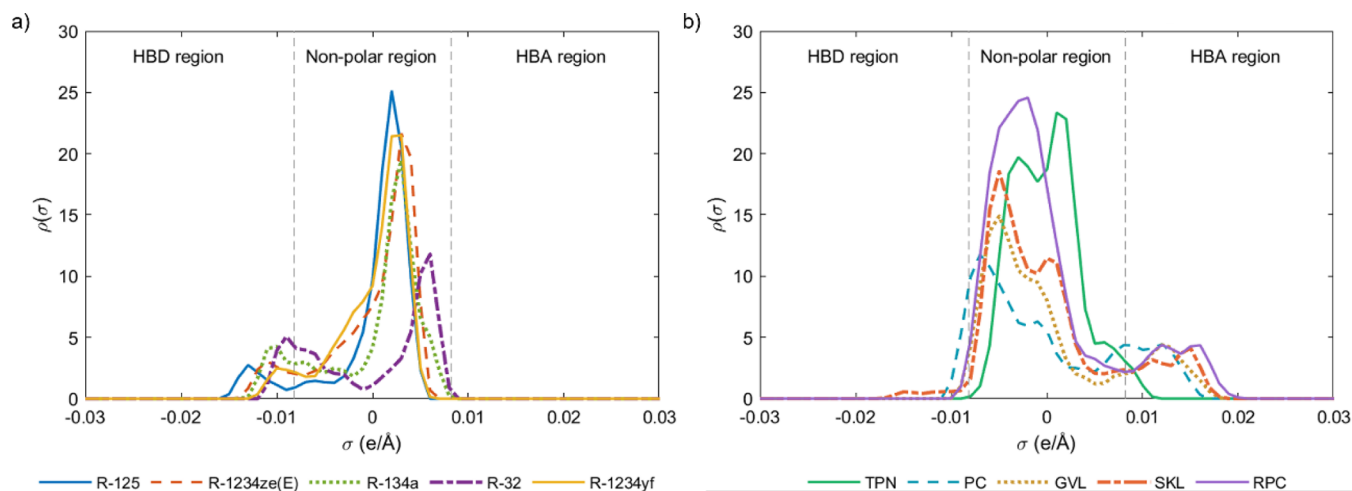 a)
30
25
20
15
10
5
0
ρ(σ)
HBD region
Non-polar region
HBA region
-0.03
-0.02
-0.01
0
0.01
0.02
0.03
σ (e/Å)
R-125
R-1234ze(E)
R-134a
R-32
R-1234yf
b)
30
25
20
15
10
5
0
ρ(σ)
HBD region
Non-polar region
HBA region
-0.03
-0.02
-0.01
0
0.01
0.02
0.03
σ (e/Å)
TPN
PC
GVL
SKL
RPC